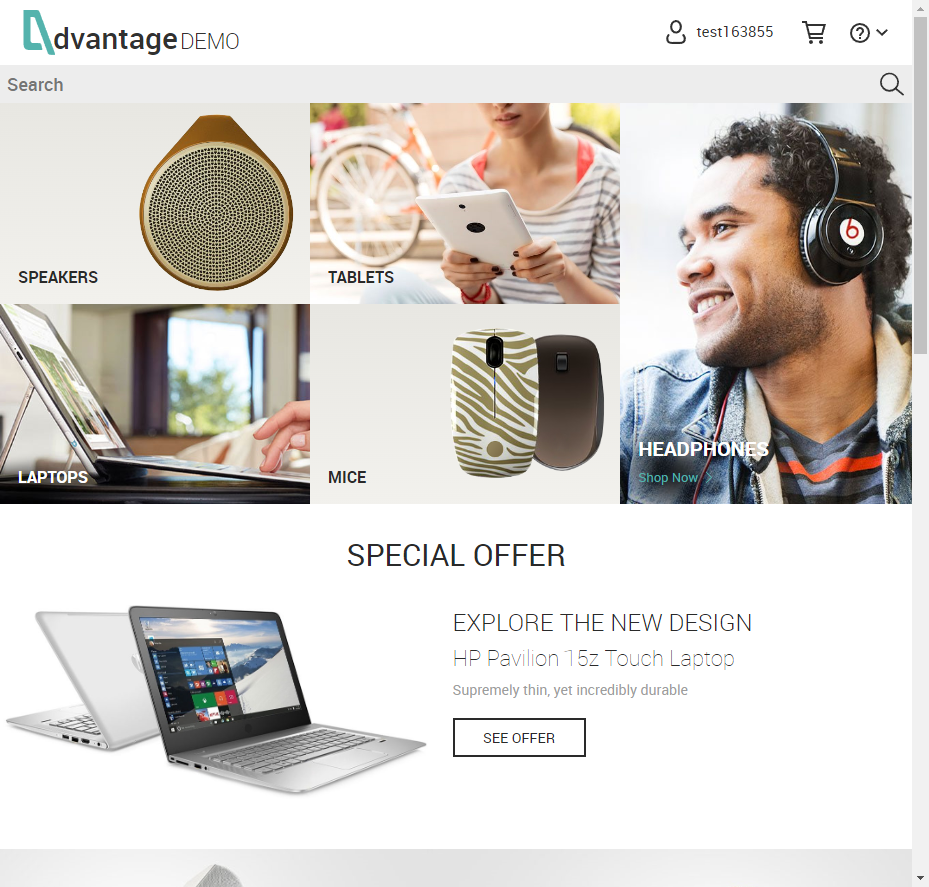 dvantage DEMO
test163855
Search
SPEAKERS
TABLETS
LAPTOPS
MICE
HEADPHONES
Shop Now
SPECIAL OFFER
EXPLORE THE NEW DESIGN
HP Pavilion 15z Touch Laptop
Supremely thin, yet incredibly durable
SEE OFFER